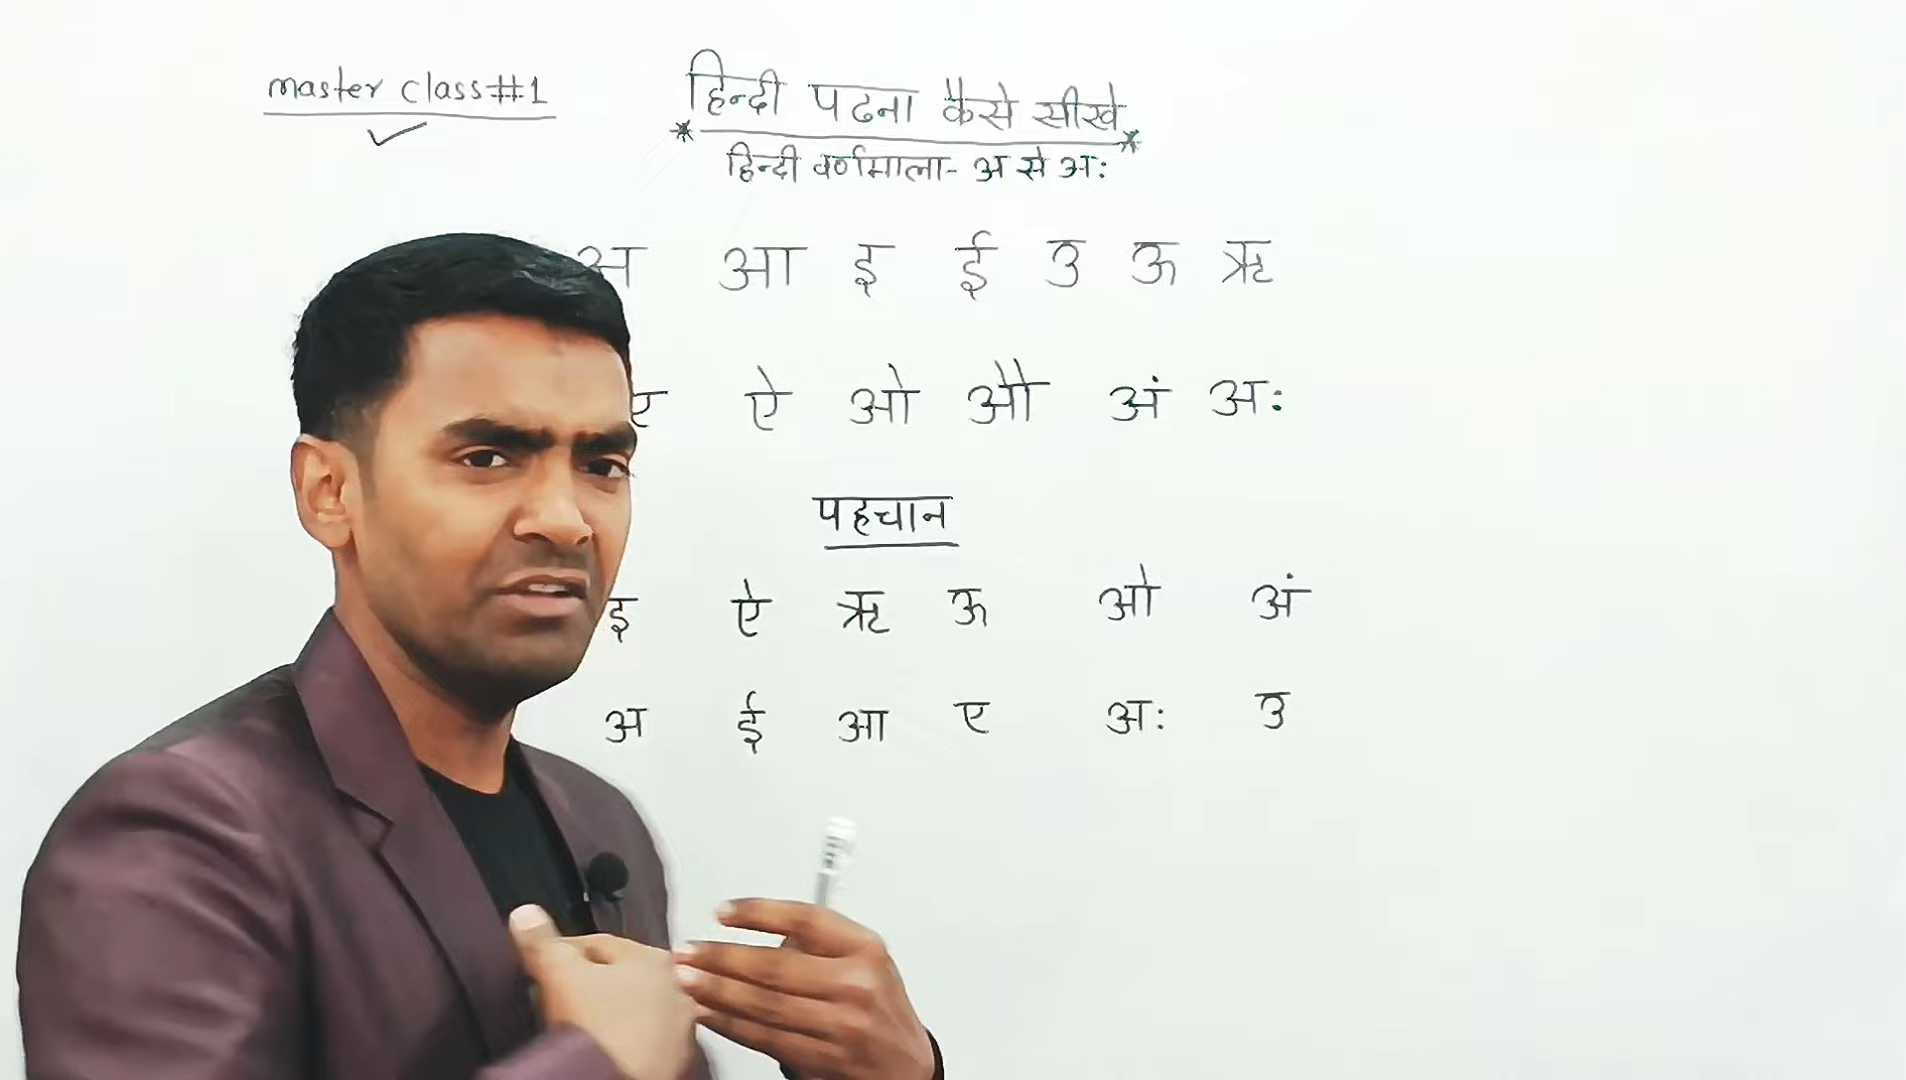 master class#1
हिन्दी पढना कैसे सीखे
हिन्दी वर्णमाला- अ से अः
अ आ इ ई उ ऊ ऋ
ए ऐ ओ औ अं अः
पहचान
इ ऐ ऋ ऊ ओ अं
अ ई आ ए अः उ